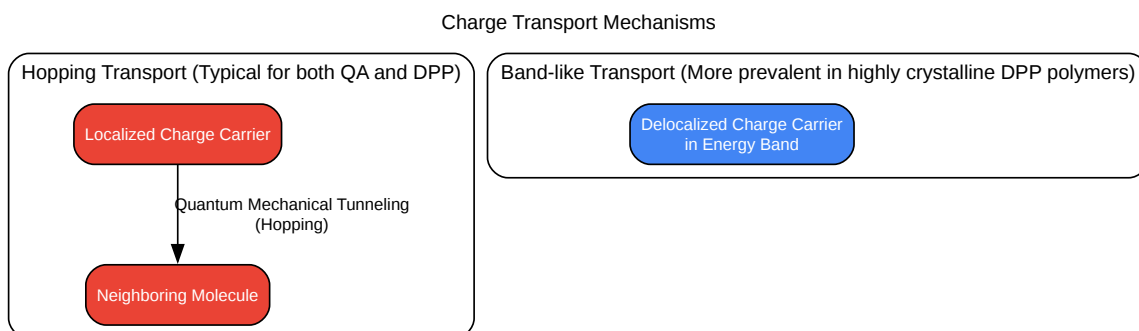 Charge Transport Mechanisms
Hopping Transport (Typical for both QA and DPP)
Localized Charge Carrier
Quantum Mechanical Tunneling
(Hopping)
Neighboring Molecule
Band-like Transport (More prevalent in highly crystalline DPP polymers)
Delocalized Charge Carrier
in Energy Band